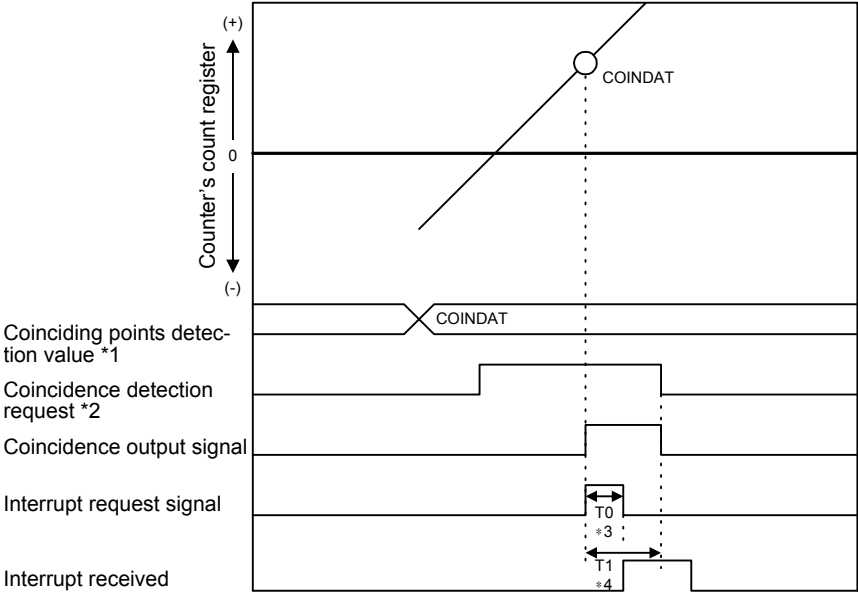 (+)
Counter's count register
0
(-)
COINDAT
COINDAT
Coinciding points detec-
tion value *1
Coincidence detection
request *2
Coincidence output signal
Interrupt request signal
T0
*3
T1
*4
Interrupt received